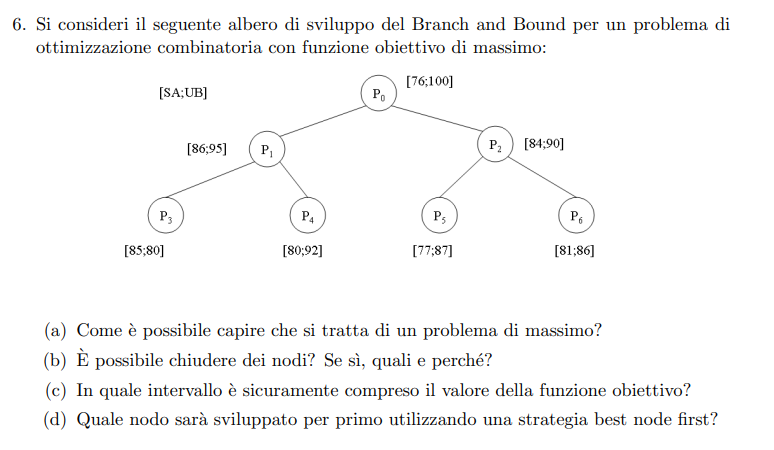 6. Si consideri il seguente albero di sviluppo del Branch and Bound per un problema di
ottimizzazione combinatoria con funzione obiettivo di massimo:
[SA;UB]
P0
[76;100]
[86;95]
P1
P2
[84;90]
P3
P4
P5
P6
[85;80]
[80;92]
[77;87]
[81;86]
(a) Come è possibile capire che si tratta di un problema di massimo?
(b) È possibile chiudere dei nodi? Se sì, quali e perché?
(c) In quale intervallo è sicuramente compreso il valore della funzione obiettivo?
(d) Quale nodo sarà sviluppato per primo utilizzando una strategia best node first?